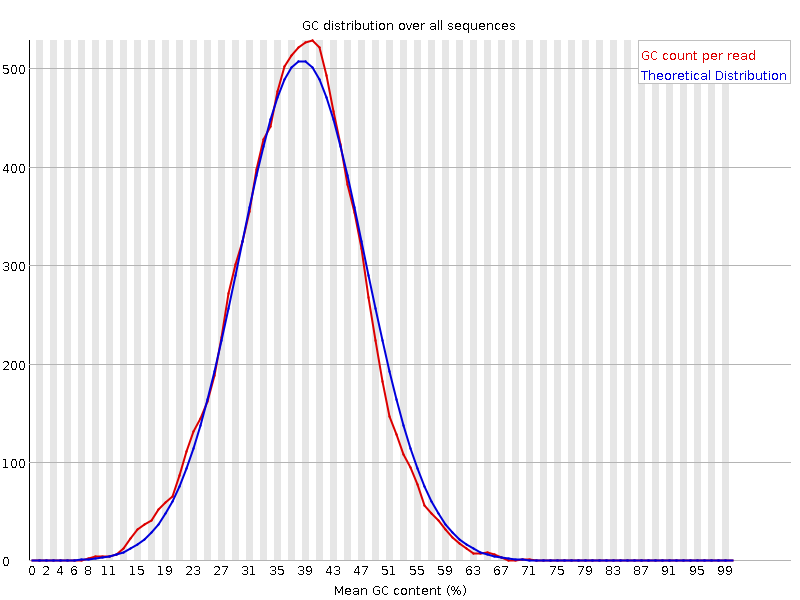 GC distribution over all sequences
GC count per read
Theoretical Distribution
500
400
300
200
100
0
0 2 4 6 8 11 15 19 23 27 31 35 39 43 47 51 55 59 63 67 71 75 79 83 87 91 95 99
Mean GC content (%)